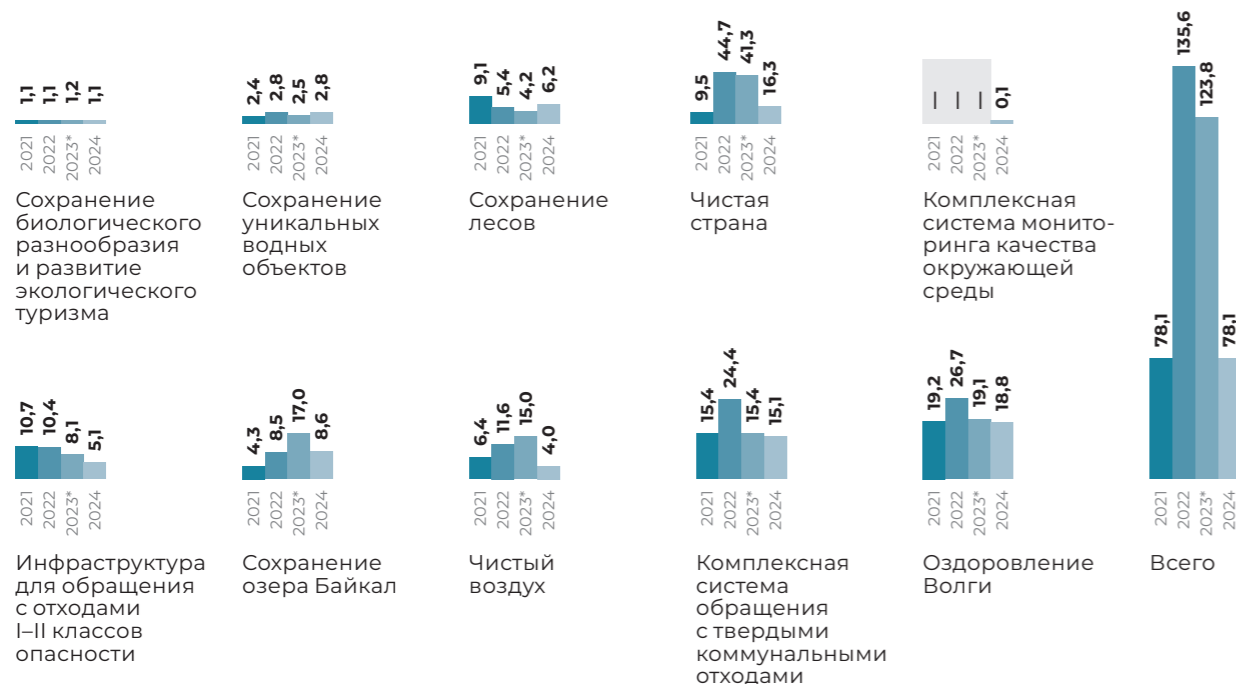 1,1 1,1 1,2 1,1
2021 2022 2023* 2024
Сохранение
биологического
разнообразия
и развитие
экологического
туризма
2,4 2,8 2,5 2,8
2021 2022 2023* 2024
Сохранение
уникальных
водных
объектов
9,1 5,4 4,2 6,2
2021 2022 2023* 2024
Сохранение
лесов
9,5 44,7 41,3 16,3
2021 2022 2023* 2024
Чистая
страна
– – – 0,1
2021 2022 2023* 2024
Комплексная
система монито-
ринга качества
окружающей
среды
10,7 10,4 8,1 5,1
2021 2022 2023* 2024
Инфраструктура
для обращения
с отходами
I–II классов
опасности
4,3 8,5 17,0 8,6
2021 2022 2023* 2024
Сохранение
озера Байкал
6,4 11,6 15,0 4,0
2021 2022 2023* 2024
Чистый
воздух
15,4 24,4 15,4 15,1
2021 2022 2023* 2024
Комплексная
система
обращения
с твердыми
коммунальными
отходами
19,2 26,7 19,1 18,8
2021 2022 2023* 2024
Оздоровление
Волги
78,1 135,6 123,8 78,1
2021 2022 2023* 2024
Всего